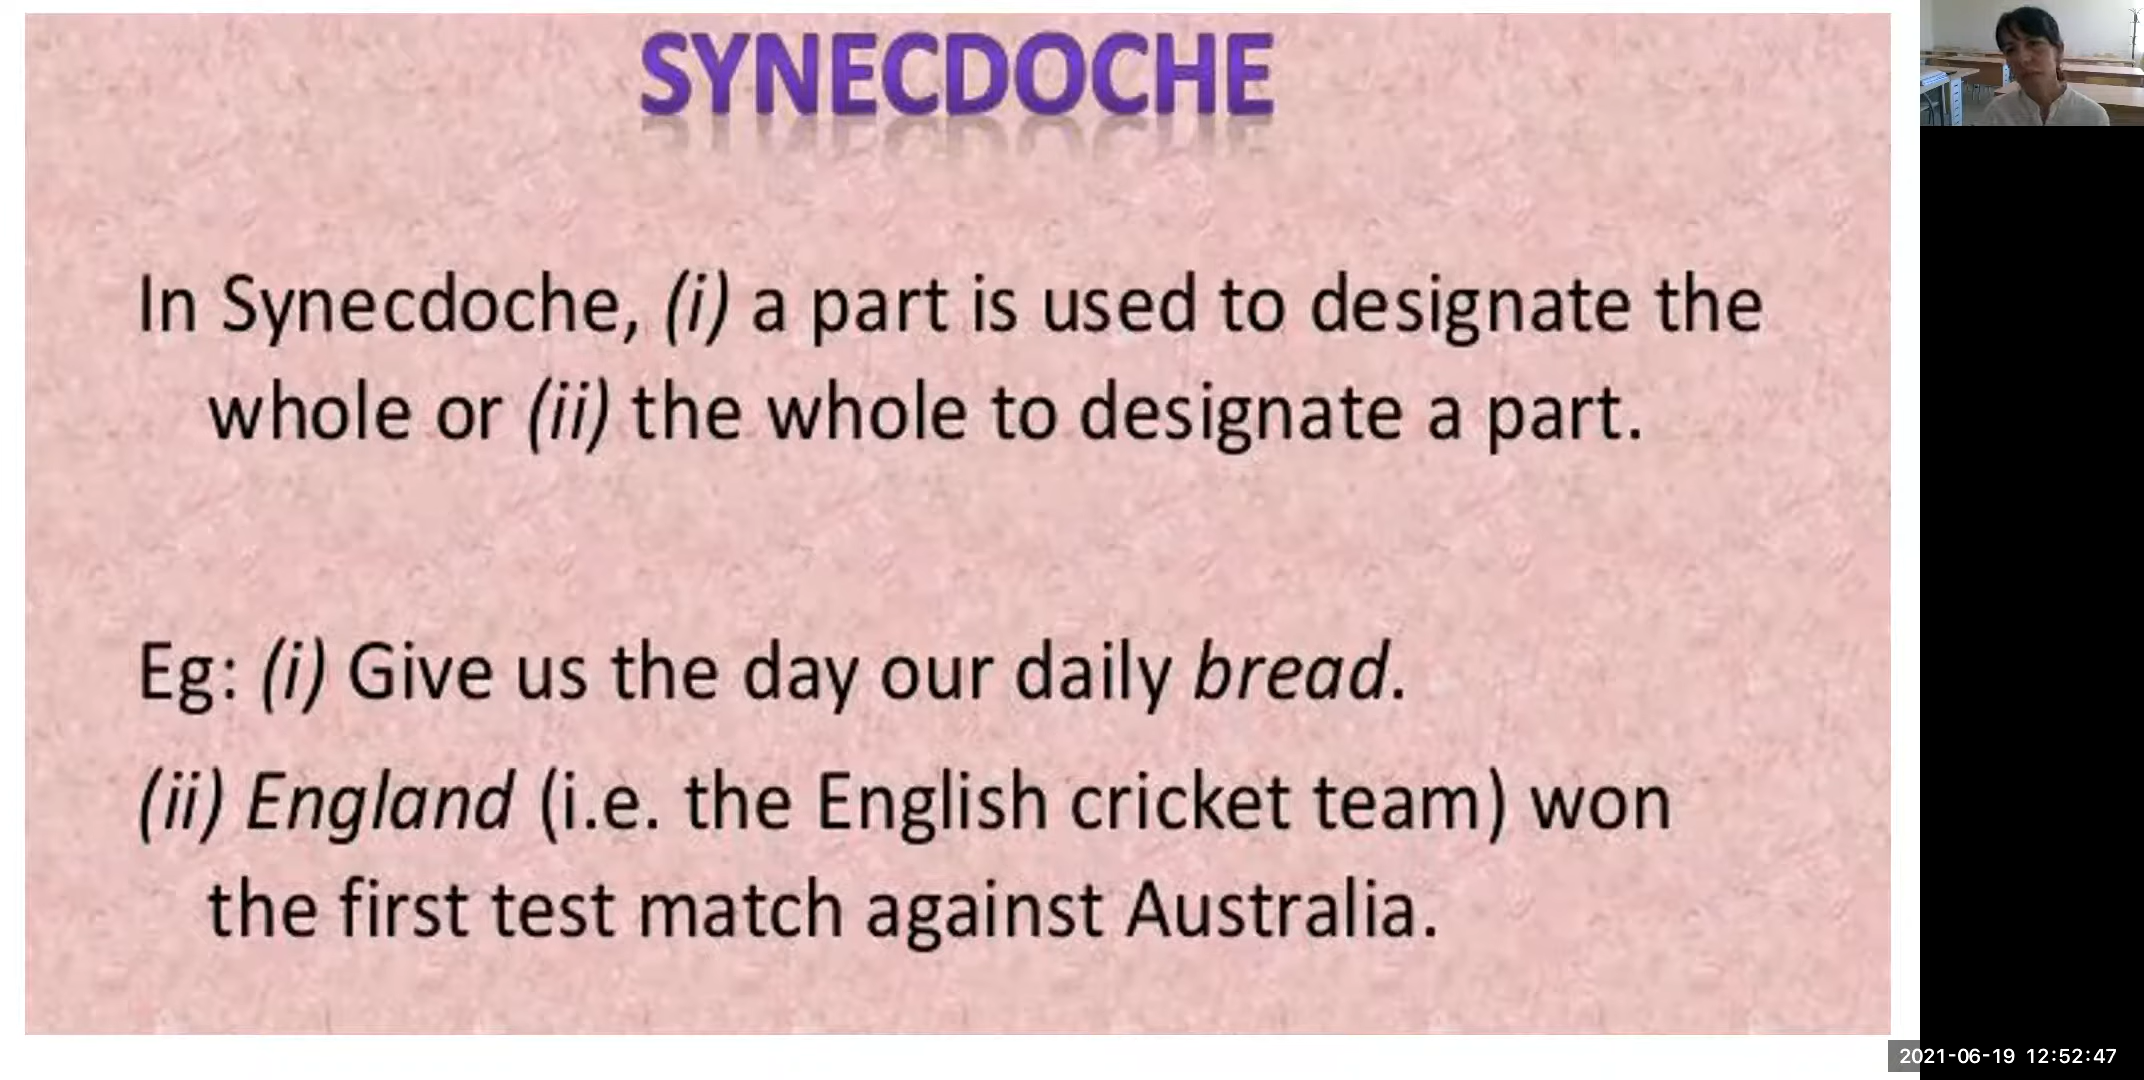 SYNECDOCHE
In Synecdoche, (i) a part is used to designate the
whole or (ii) the whole to designate a part.
Eg: (i) Give us the day our daily bread.
(ii) England (i.e. the English cricket team) won
the first test match against Australia.
2021-06-19 12:52:47